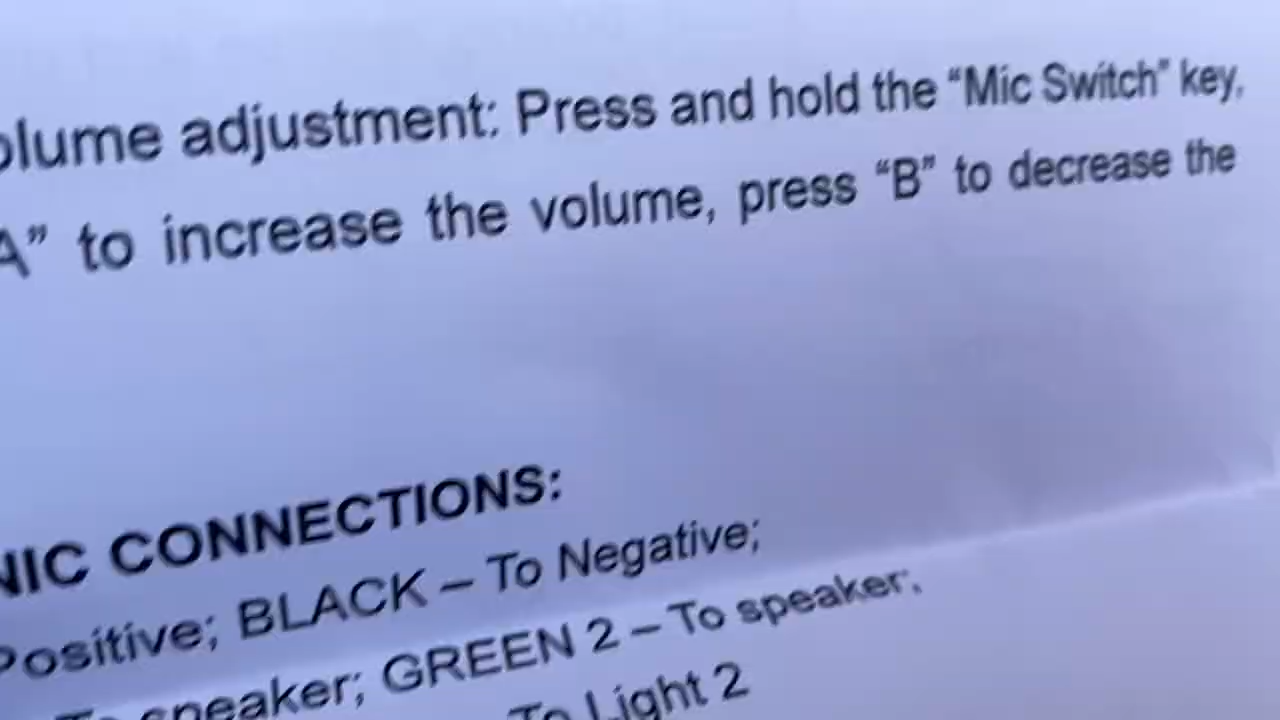 olume adjustment: Press and hold the “Mic Switch” key,
A” to increase the volume, press “B” to decrease the
NIC CONNECTIONS:
Positive; BLACK – To Negative;
To speaker; GREEN 2 – To speaker;
To Light 2